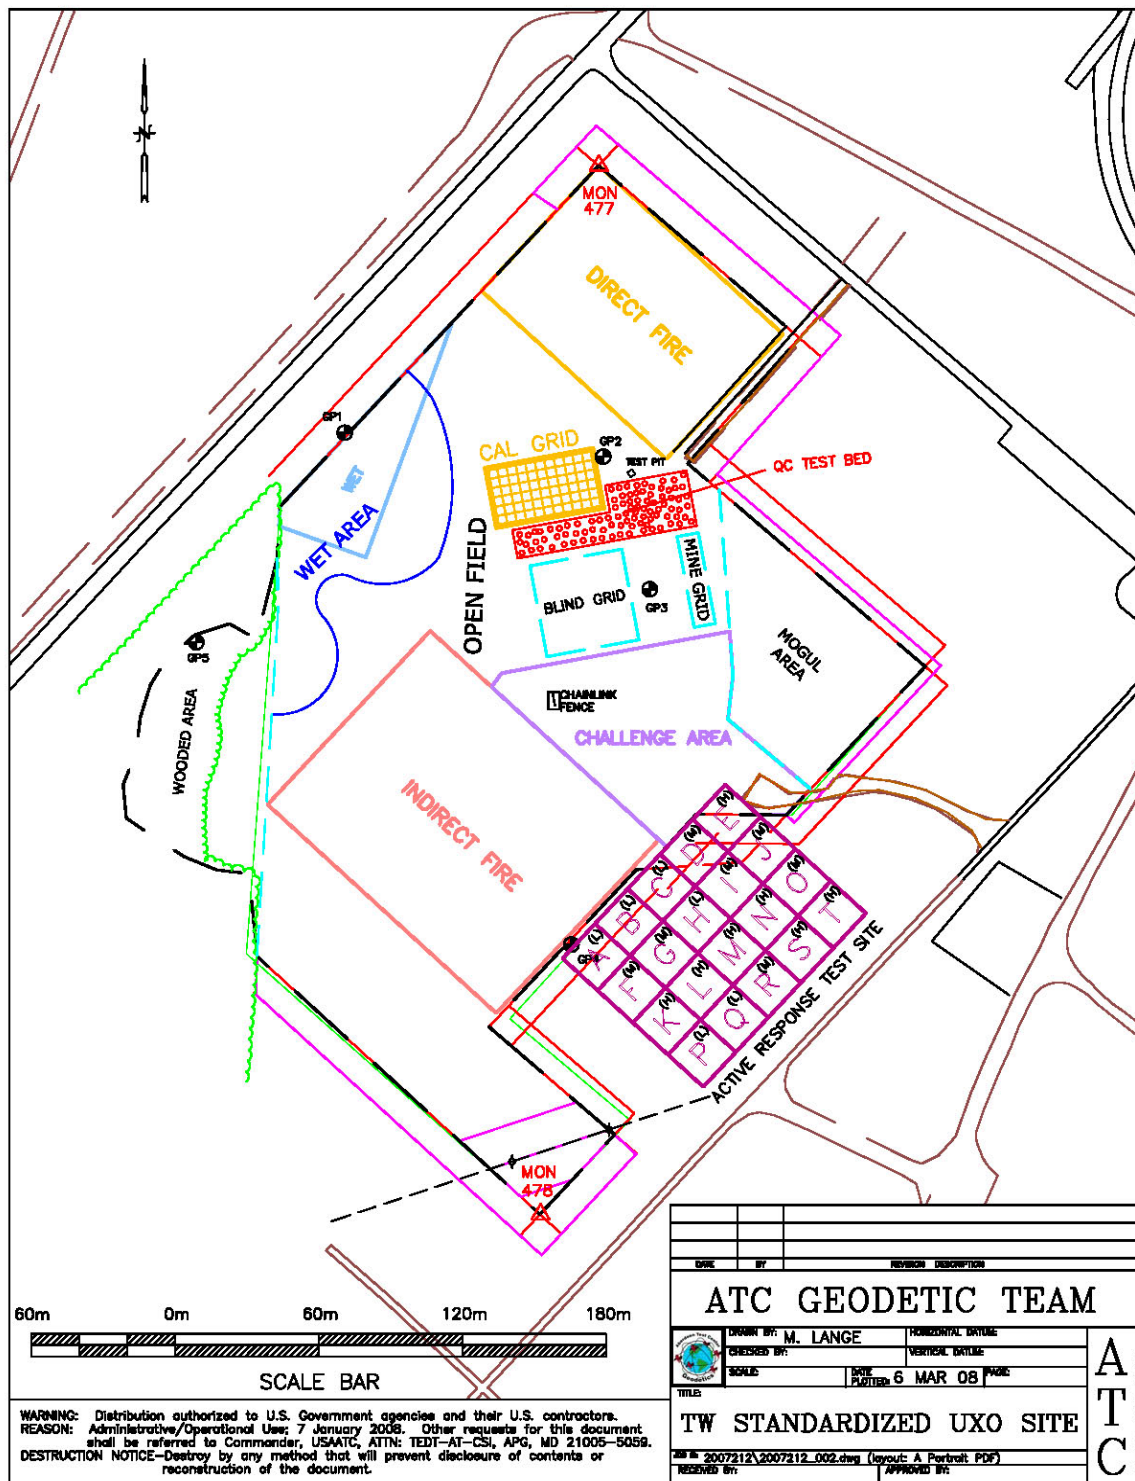 N
MON
477
DIRECT FIRE
GP1
CAL GRID
GP2
TEST PIT
QC TEST BED
WET
WET AREA
OPEN FIELD
BLIND GRID
GP3
MINE GRID
MOGUL
AREA
GP5
WOODED AREA
CHAINLINK
FENCE
CHALLENGE AREA
INDIRECT FIRE
A (L)
B (L)
C (L)
D (M)
E (H)
F (M)
G (M)
H (L)
I (M)
J (M)
K (H)
L (H)
M (H)
N (H)
O (M)
P (L)
Q (L)
R (M)
S (H)
T (H)
GP4
ACTIVE RESPONSE TEST SITE
MON
478
60m 0m 60m 120m 180m
SCALE BAR
DATE BY REVISION DESCRIPTION
ATC GEODETIC TEAM
DRAWN BY: M. LANGE HORIZONTAL DATUM:
CHECKED BY: VERTICAL DATUM:
SCALE: DATE PLOTTED: 6 MAR 08 PAGE:
TITLE:
TW STANDARDIZED UXO SITE
JOB #: 2007212\2007212_002.dwg (layout: A Portrait PDF)
RECEIVED BY: APPROVED BY:
ATC
WARNING: Distribution authorized to U.S. Government agencies and their U.S. contractors.
REASON: Administrative/Operational Use; 7 January 2008. Other requests for this document
shall be referred to Commander, USAATC, ATTN: TEDT-AT-CSI, APG, MD 21005-5059.
DESTRUCTION NOTICE-Destroy by any method that will prevent disclosure of contents or
reconstruction of the document.